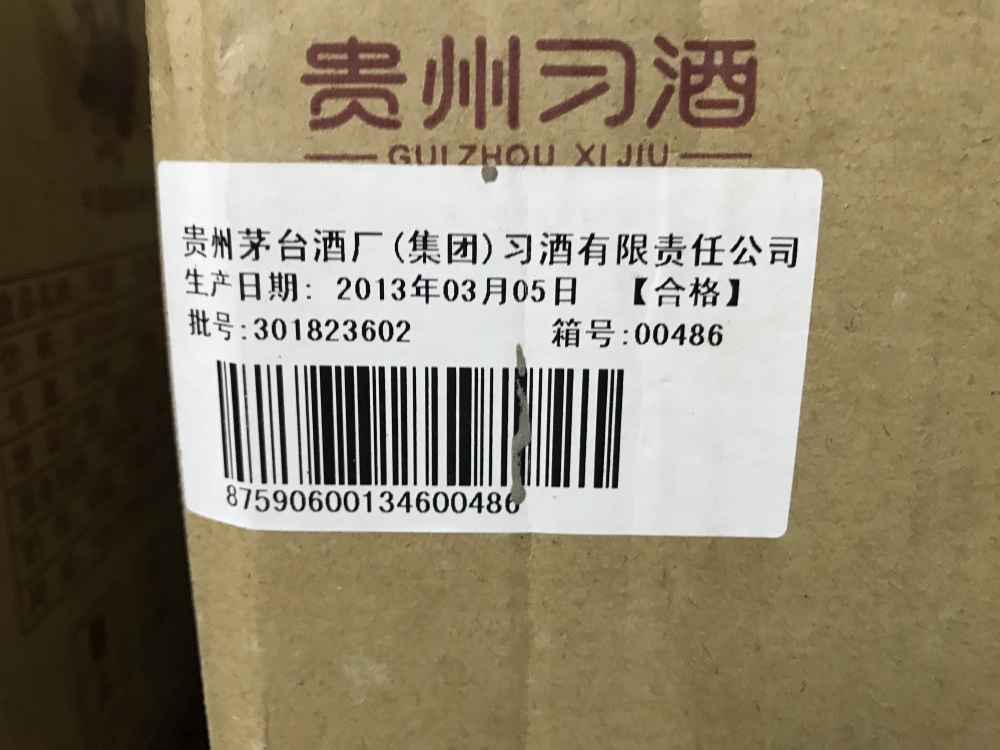 贵州习酒
GUIZHOU XIJIU
贵州茅台酒厂(集团)习酒有限责任公司
生产日期: 2013年03月05日 【合格】
批号:301823602 箱号:00486
87590600134600486